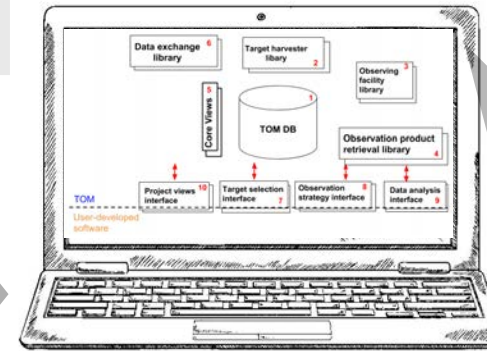 Data exchange 6
library
Target harvester
libary 2
Observing 3
facility
library
5
Core Views
1
TOM DB
Observation product
retrieval library
4
Project views 10
interface
Target selection
interface 7
Observation 8
strategy interface
Data analysis
interface 9
TOM
User-developed
software